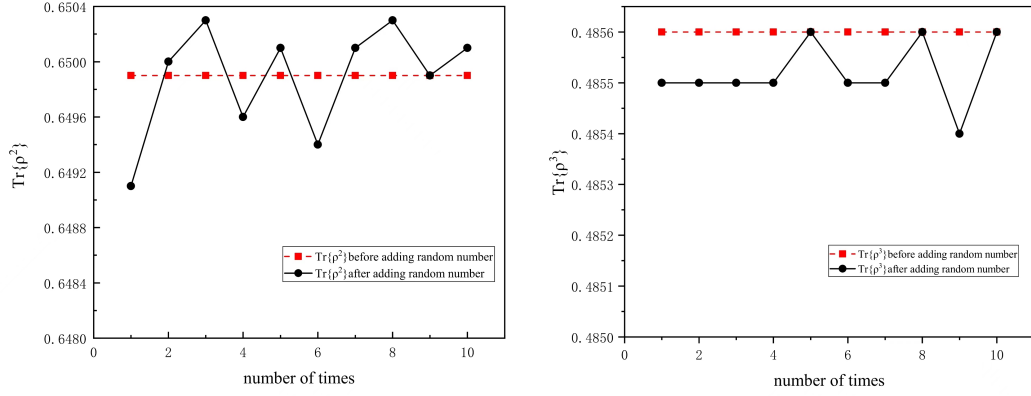 0.6504
0.6500
0.6496
0.6492
0.6488
0.6484
0.6480
Tr{ρ²}
0 2 4 6 8 10
number of times
Tr{ρ²}before adding random number
Tr{ρ²}after adding random number
0.4856
0.4855
0.4854
0.4853
0.4852
0.4851
0.4850
Tr{ρ³}
0 2 4 6 8 10
number of times
Tr{ρ³}before adding random number
Tr{ρ³}after adding random number